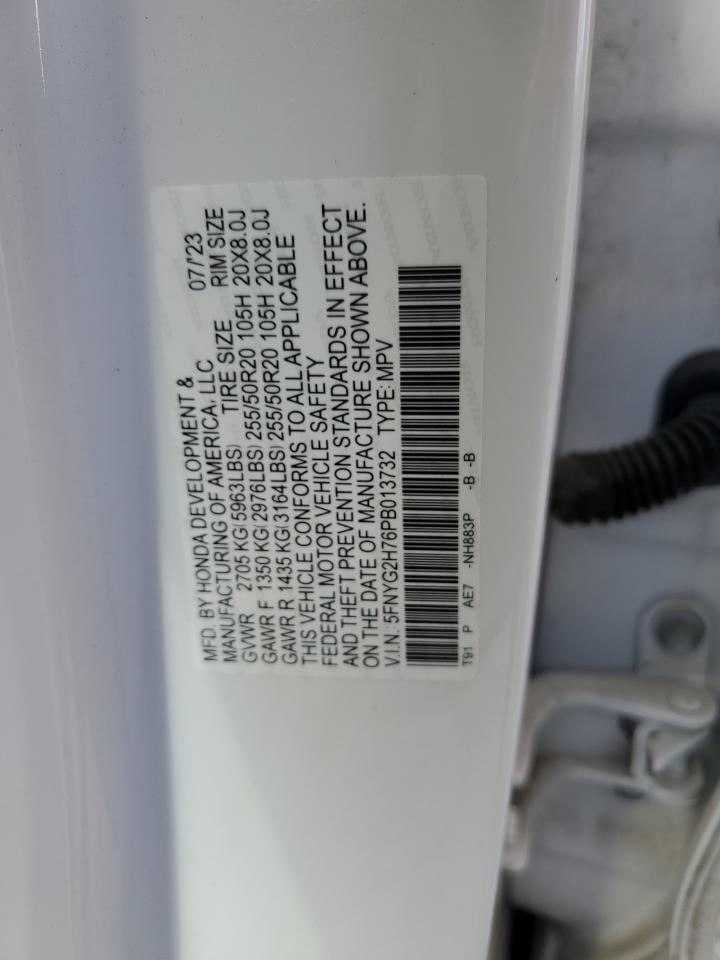 MFD. BY HONDA DEVELOPMENT &
MANUFACTURING OF AMERICA, LLC 07/'23
GVWR 2705 KG(5963LBS) TIRE SIZE RIM SIZE
GAWR F 1350 KG(2976LBS) 255/50R20 105H 20X8.0J
GAWR R 1435 KG(3164LBS) 255/50R20 105H 20X8.0J
THIS VEHICLE CONFORMS TO ALL APPLICABLE
FEDERAL MOTOR VEHICLE SAFETY
AND THEFT PREVENTION STANDARDS IN EFFECT
ON THE DATE OF MANUFACTURE SHOWN ABOVE.
V.I.N.: 5FNYG2H76PB013732 TYPE: MPV
T91 P AE7 -NH883P -B -B